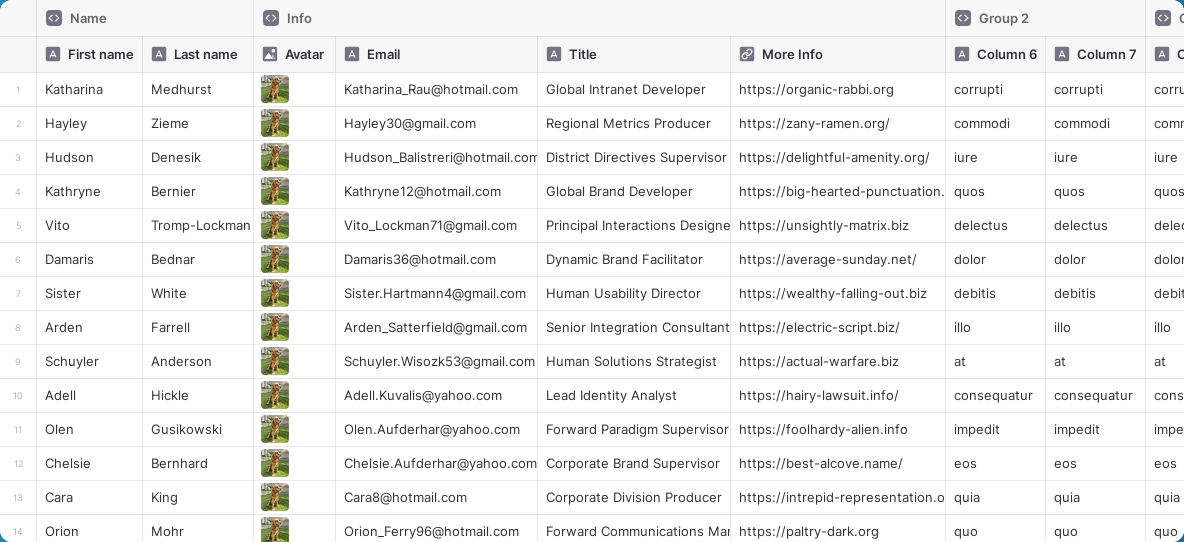 Name Info Group 2
First name Last name Avatar Email Title More Info Column 6 Column 7
1 Katharina Medhurst Katharina_Rau@hotmail.com Global Intranet Developer https://organic-rabbi.org corrupti corrupti corru
2 Hayley Zieme Hayley30@gmail.com Regional Metrics Producer https://zany-ramen.org/ commodi commodi comm
3 Hudson Denesik Hudson_Balistreri@hotmail.com District Directives Supervisor https://delightful-amenity.org/ iure iure iure
4 Kathryne Bernier Kathryne12@hotmail.com Global Brand Developer https://big-hearted-punctuation. quos quos quos
5 Vito Tromp-Lockman Vito_Lockman71@gmail.com Principal Interactions Designe https://unsightly-matrix.biz delectus delectus delec
6 Damaris Bednar Damaris36@hotmail.com Dynamic Brand Facilitator https://average-sunday.net/ dolor dolor dolor
7 Sister White Sister.Hartmann4@gmail.com Human Usability Director https://wealthy-falling-out.biz debitis debitis debit
8 Arden Farrell Arden_Satterfield@gmail.com Senior Integration Consultant https://electric-script.biz/ illo illo illo
9 Schuyler Anderson Schuyler.Wisozk53@gmail.com Human Solutions Strategist https://actual-warfare.biz at at at
10 Adell Hickle Adell.Kuvalis@yahoo.com Lead Identity Analyst https://hairy-lawsuit.info/ consequatur consequatur cons
11 Olen Gusikowski Olen.Aufderhar@yahoo.com Forward Paradigm Supervisor https://foolhardy-alien.info impedit impedit impe
12 Chelsie Bernhard Chelsie.Aufderhar@yahoo.com Corporate Brand Supervisor https://best-alcove.name/ eos eos eos
13 Cara King Cara8@hotmail.com Corporate Division Producer https://intrepid-representation.o quia quia quia
14 Orion Mohr Orion_Ferry96@hotmail.com Forward Communications Mar https://paltry-dark.org quo quo quo